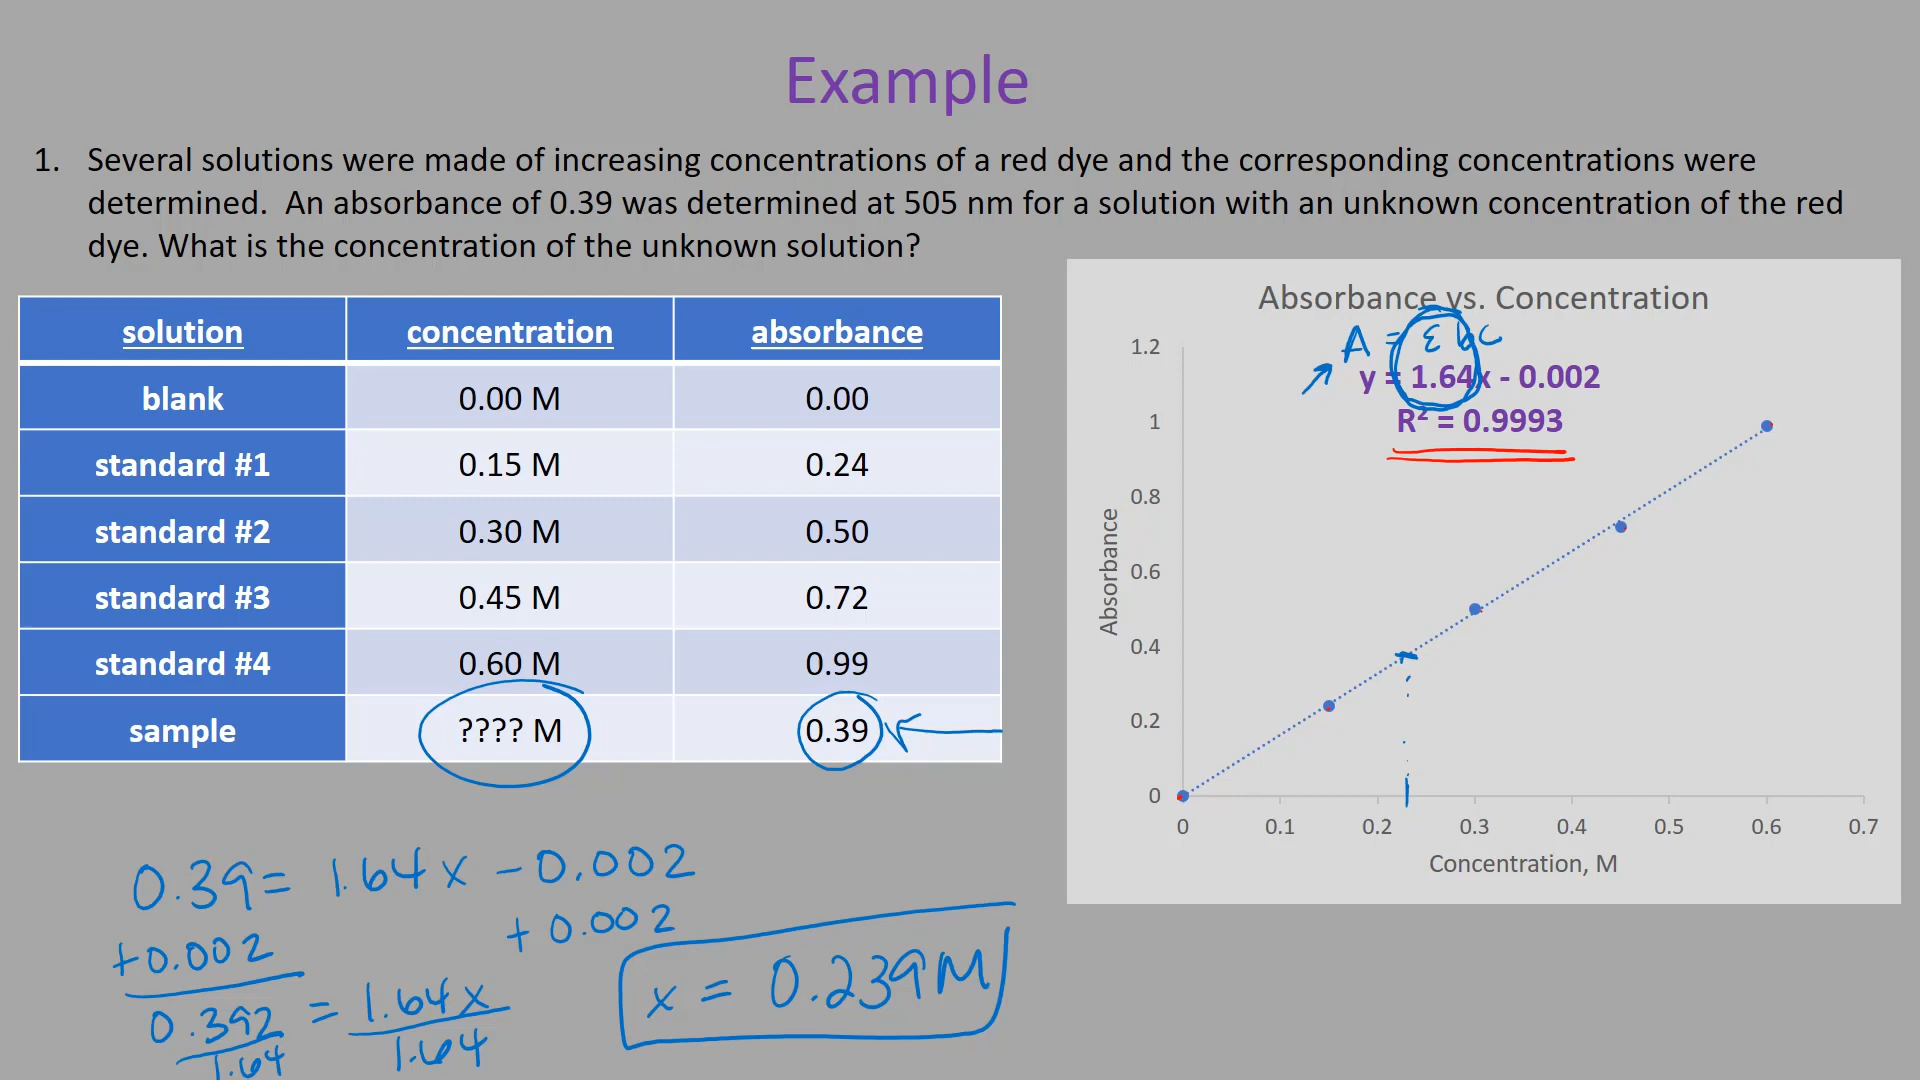 Example
1. Several solutions were made of increasing concentrations of a red dye and the corresponding concentrations were
determined. An absorbance of 0.39 was determined at 505 nm for a solution with an unknown concentration of the red
dye. What is the concentration of the unknown solution?
solution concentration absorbance
blank 0.00 M 0.00
standard #1 0.15 M 0.24
standard #2 0.30 M 0.50
standard #3 0.45 M 0.72
standard #4 0.60 M 0.99
sample ???? M 0.39
Absorbance vs. Concentration
A = εbc
y = 1.64x - 0.002
R² = 0.9993
1.2
1
0.8
0.6
0.4
0.2
0
Absorbance
0 0.1 0.2 0.3 0.4 0.5 0.6 0.7
Concentration, M
0.39 = 1.64x - 0.002
+0.002 +0.002
0.392 = 1.64x
1.64 1.64
x = 0.239M